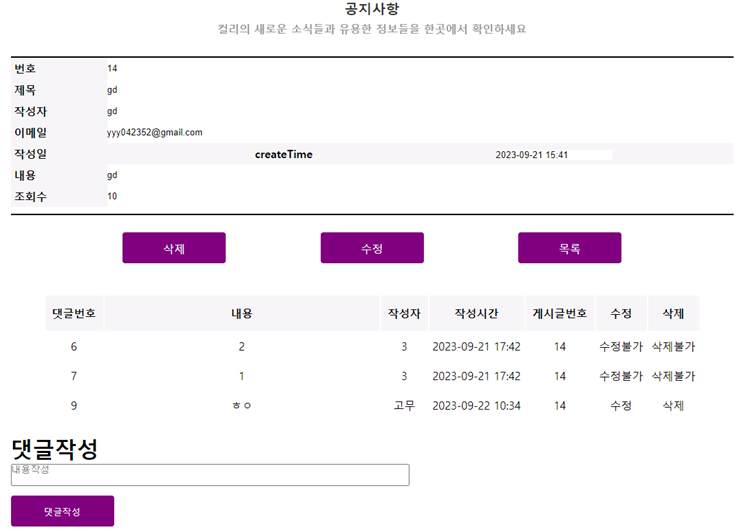 공지사항
컬리의 새로운 소식들과 유용한 정보들을 한곳에서 확인하세요
번호 14
제목 gd
작성자 gd
이메일 yyy042352@gmail.com
작성일 createTime 2023-09-21 15:41
내용 gd
조회수 10
삭제 수정 목록
댓글번호 내용 작성자 작성시간 게시글번호 수정 삭제
6 2 3 2023-09-21 17:42 14 수정불가 삭제불가
7 1 3 2023-09-21 17:42 14 수정불가 삭제불가
9 ㅎㅇ 고무 2023-09-22 10:34 14 수정 삭제
댓글작성
내용작성
댓글작성